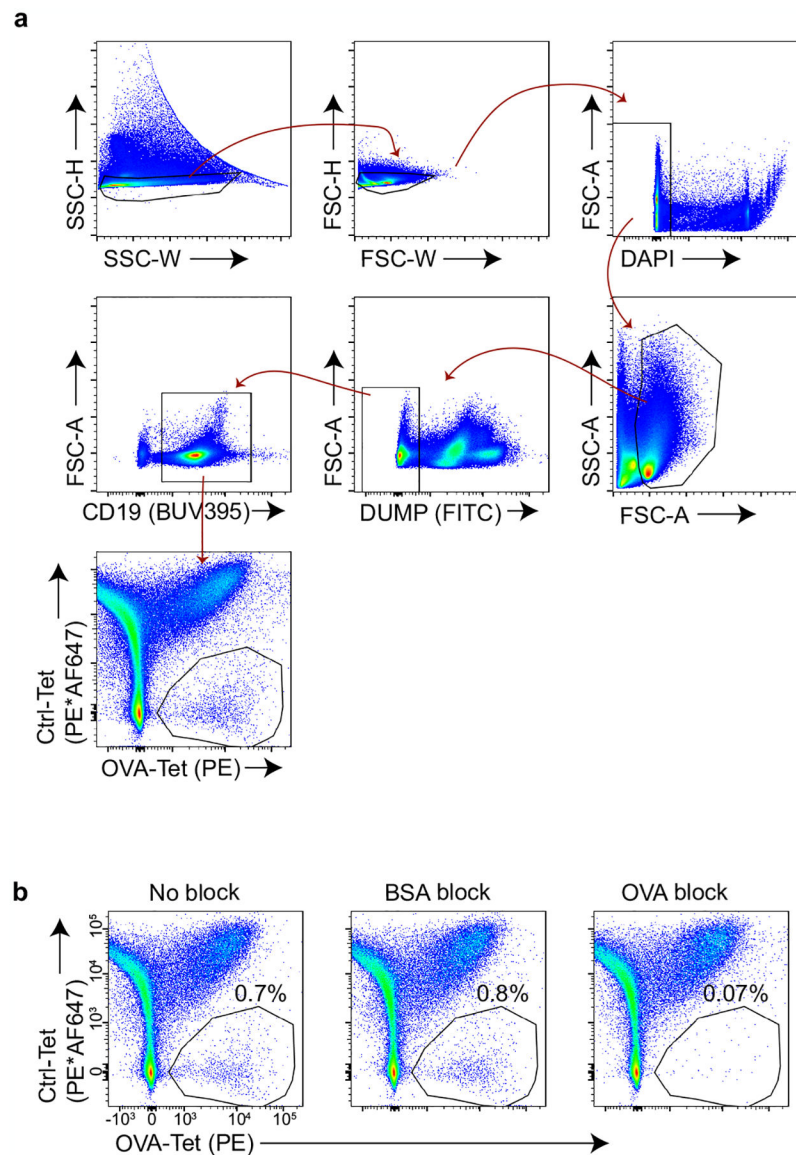 a
SSC-H
SSC-W
FSC-H
FSC-W
FSC-A
DAPI
FSC-A
CD19 (BUV395)
FSC-A
DUMP (FITC)
SSC-A
FSC-A
Ctrl-Tet
(PE*AF647)
OVA-Tet (PE)
b
No block
BSA block
OVA block
Ctrl-Tet
(PE*AF647)
10⁵
10⁴
10³
0
0.7%
0.8%
0.07%
-10³ 0 10³ 10⁴ 10⁵
OVA-Tet (PE)